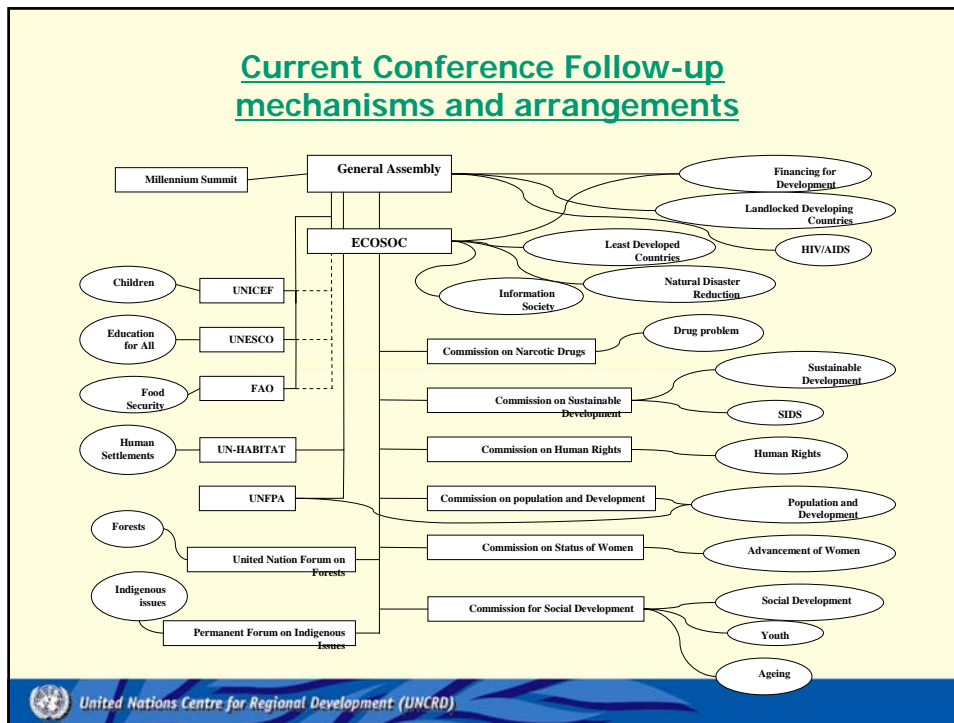 Current Conference Follow-up
mechanisms and arrangements
General Assembly
Millennium Summit
Financing for
Development
Landlocked Developing
Countries
ECOSOC
Least Developed
Countries
HIV/AIDS
Children
UNICEF
Information
Society
Natural Disaster
Reduction
Education
for All
UNESCO
Commission on Narcotic Drugs
Drug problem
Food
Security
FAO
Commission on Sustainable
Development
Sustainable
Development
SIDS
Human
Settlements
UN-HABITAT
Commission on Human Rights
Human Rights
UNFPA
Commission on population and Development
Population and
Development
Forests
United Nation Forum on
Forests
Commission on Status of Women
Advancement of Women
Indigenous
issues
Permanent Forum on Indigenous
Issues
Commission for Social Development
Social Development
Youth
Ageing
United Nations Centre for Regional Development (UNCRD)